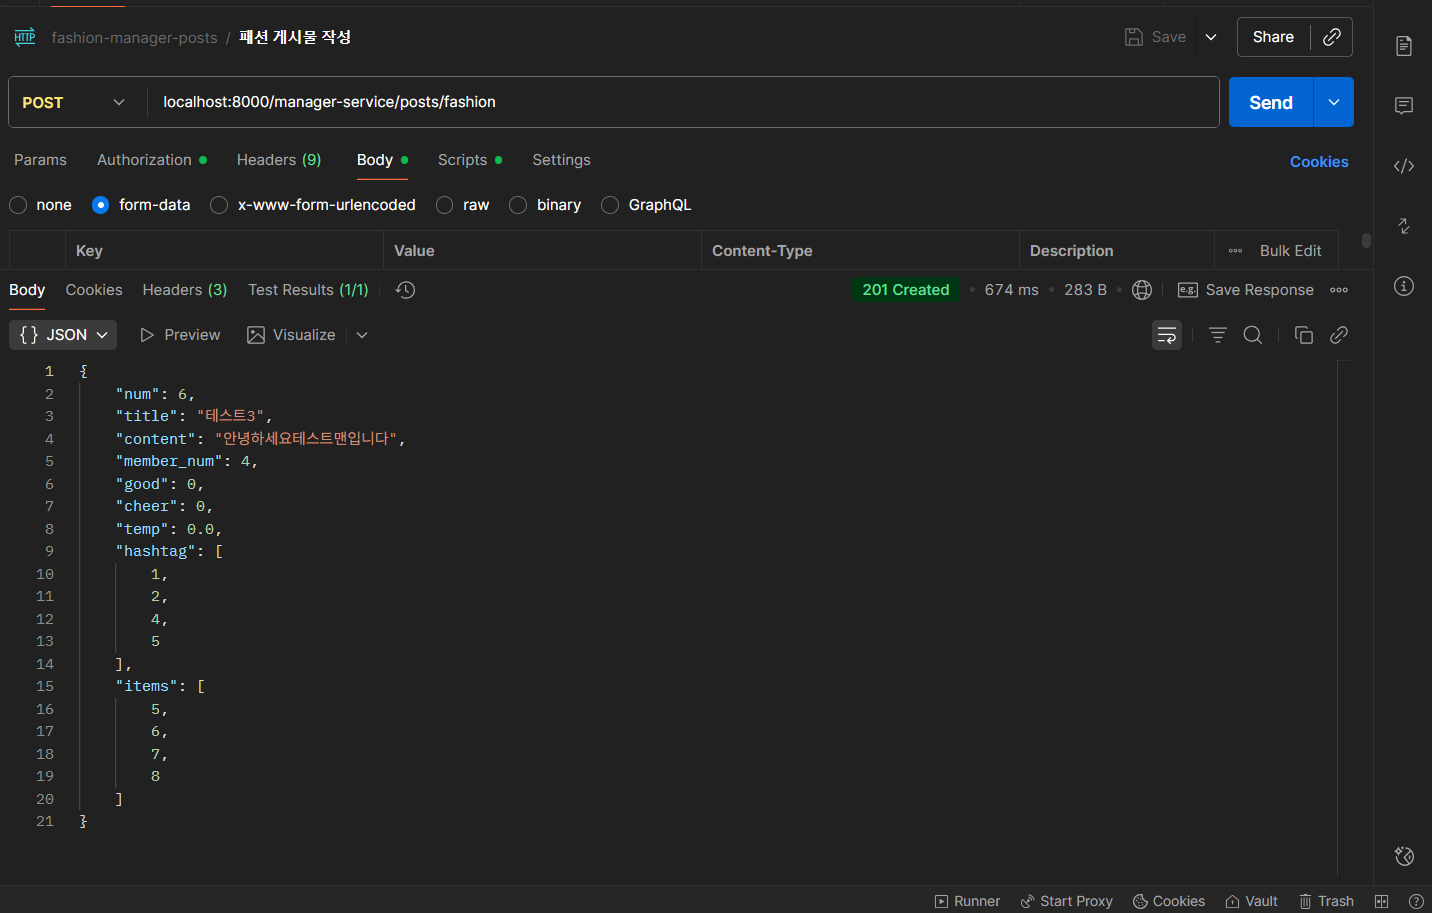 HTTP fashion-manager-posts / 패션 게시물 작성 Save Share
POST localhost:8000/manager-service/posts/fashion Send
Params Authorization Headers (9) Body Scripts Settings Cookies
none form-data x-www-form-urlencoded raw binary GraphQL
Key Value Content-Type Description Bulk Edit
Body Cookies Headers (3) Test Results (1/1) 201 Created 674 ms 283 B e.g. Save Response
{} JSON Preview Visualize
1 {
2 "num": 6,
3 "title": "테스트3",
4 "content": "안녕하세요테스트맨입니다",
5 "member_num": 4,
6 "good": 0,
7 "cheer": 0,
8 "temp": 0.0,
9 "hashtag": [
10 1,
11 2,
12 4,
13 5
14 ],
15 "items": [
16 5,
17 6,
18 7,
19 8
20 ]
21 }
Runner Start Proxy Cookies Vault Trash